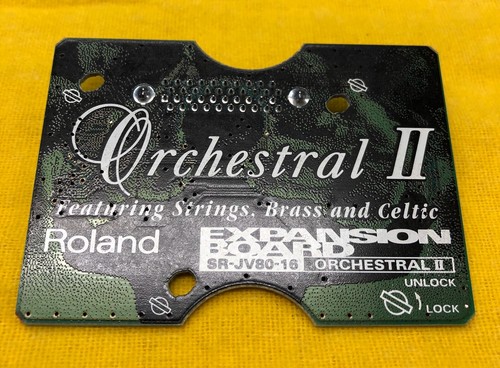 Orchestral II
Featuring Strings, Brass and Celtic
Roland EXPANSION BOARD
SR-JV80-16 ORCHESTRAL II
UNLOCK
LOCK